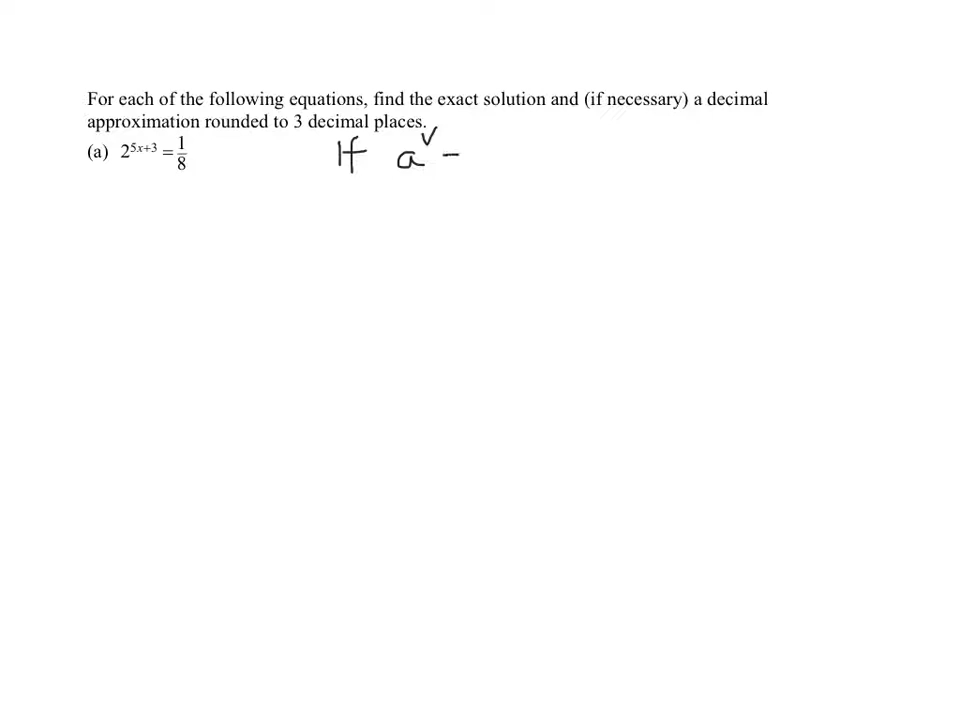 For each of the following equations, find the exact solution and (if necessary) a decimal
approximation rounded to 3 decimal places.
(a) 2^{5x+3} = 1/8 If a^v –